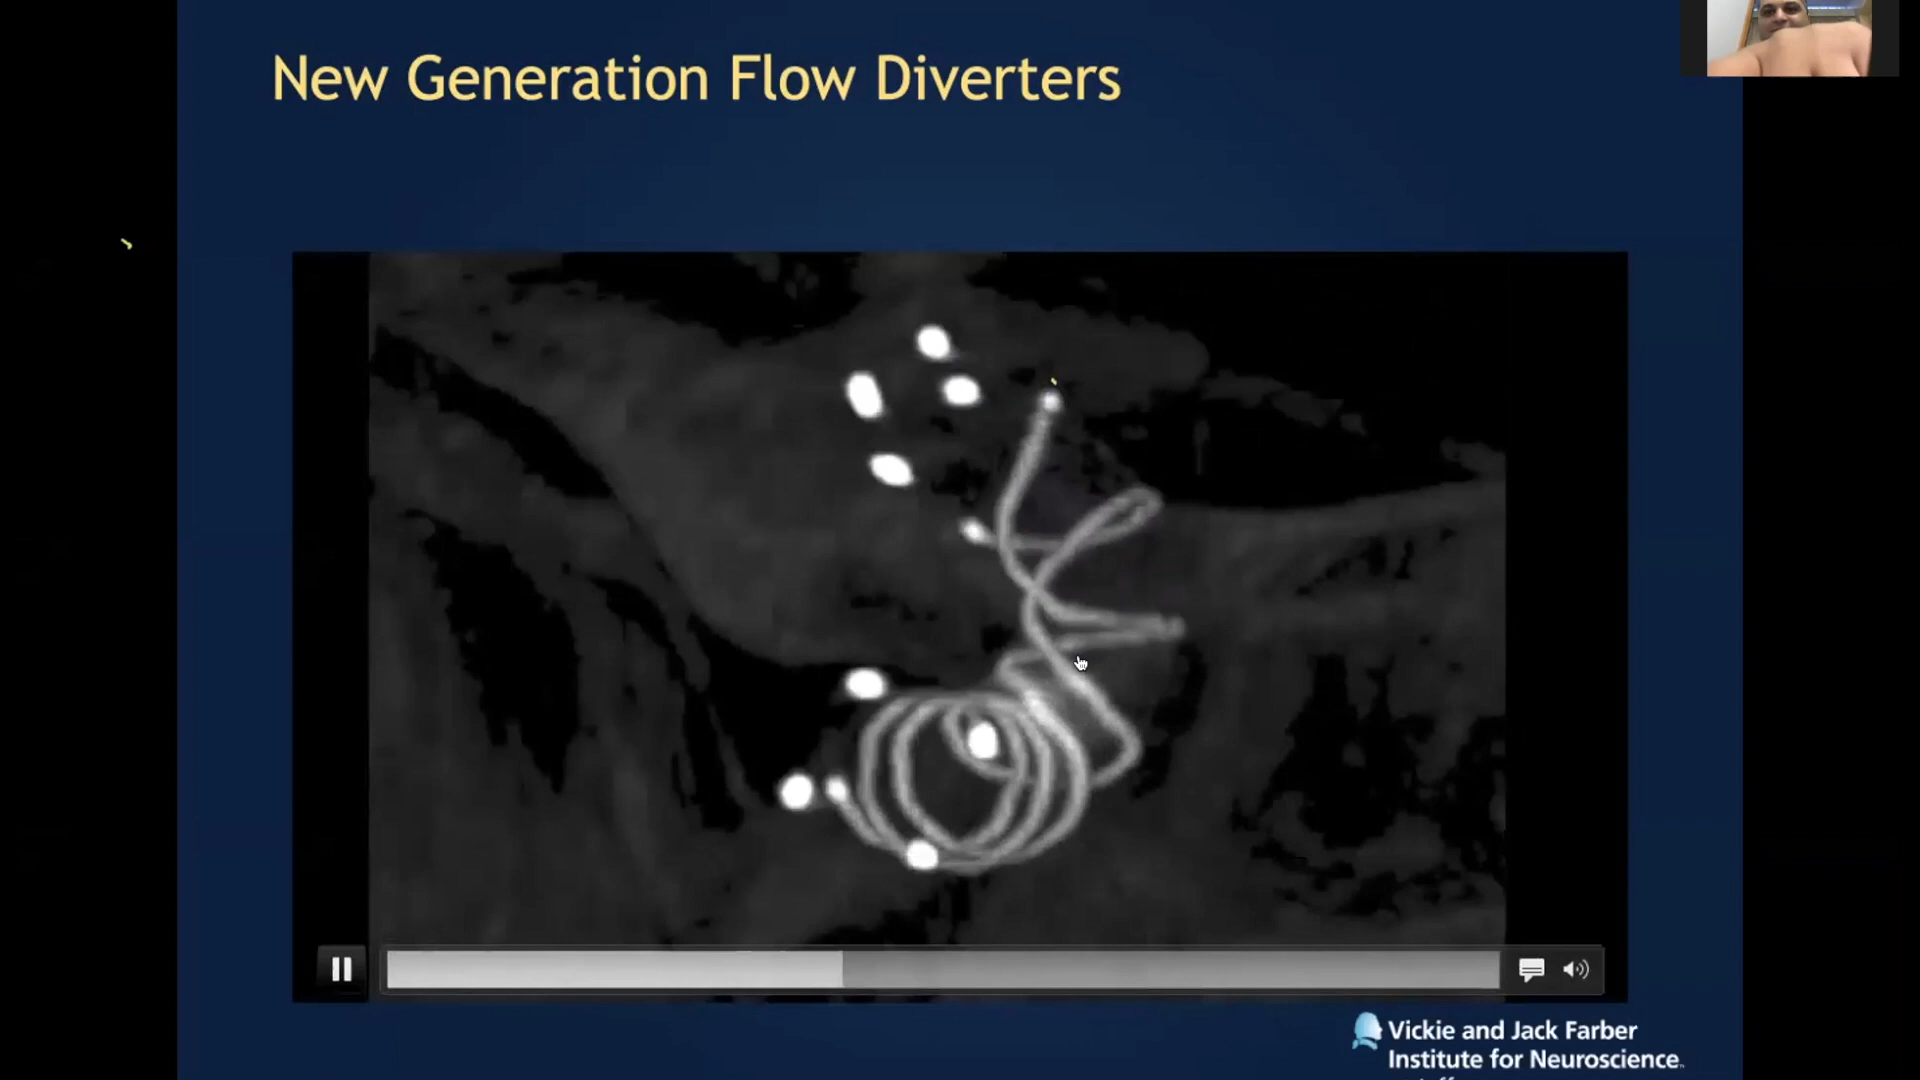 New Generation Flow Diverters
Vickie and Jack Farber
Institute for Neuroscience